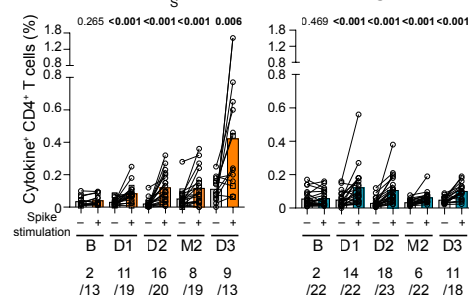 S
0.265 <0.001 <0.001 <0.001 0.006
0.469 <0.001 <0.001 <0.001 <0.001
Cytokine⁺ CD4⁺ T cells (%)
1.8
1.3
0.8
0.8
0.6
0.4
0.2
0
1.8
1.3
0.8
0.8
0.6
0.4
0.2
0
Spike stimulation
− + − + − + − + − +
− + − + − + − + − +
B D1 D2 M2 D3
B D1 D2 M2 D3
2 11 16 8 9
/13 /19 /20 /19 /13
2 14 18 6 11
/22 /22 /23 /22 /18